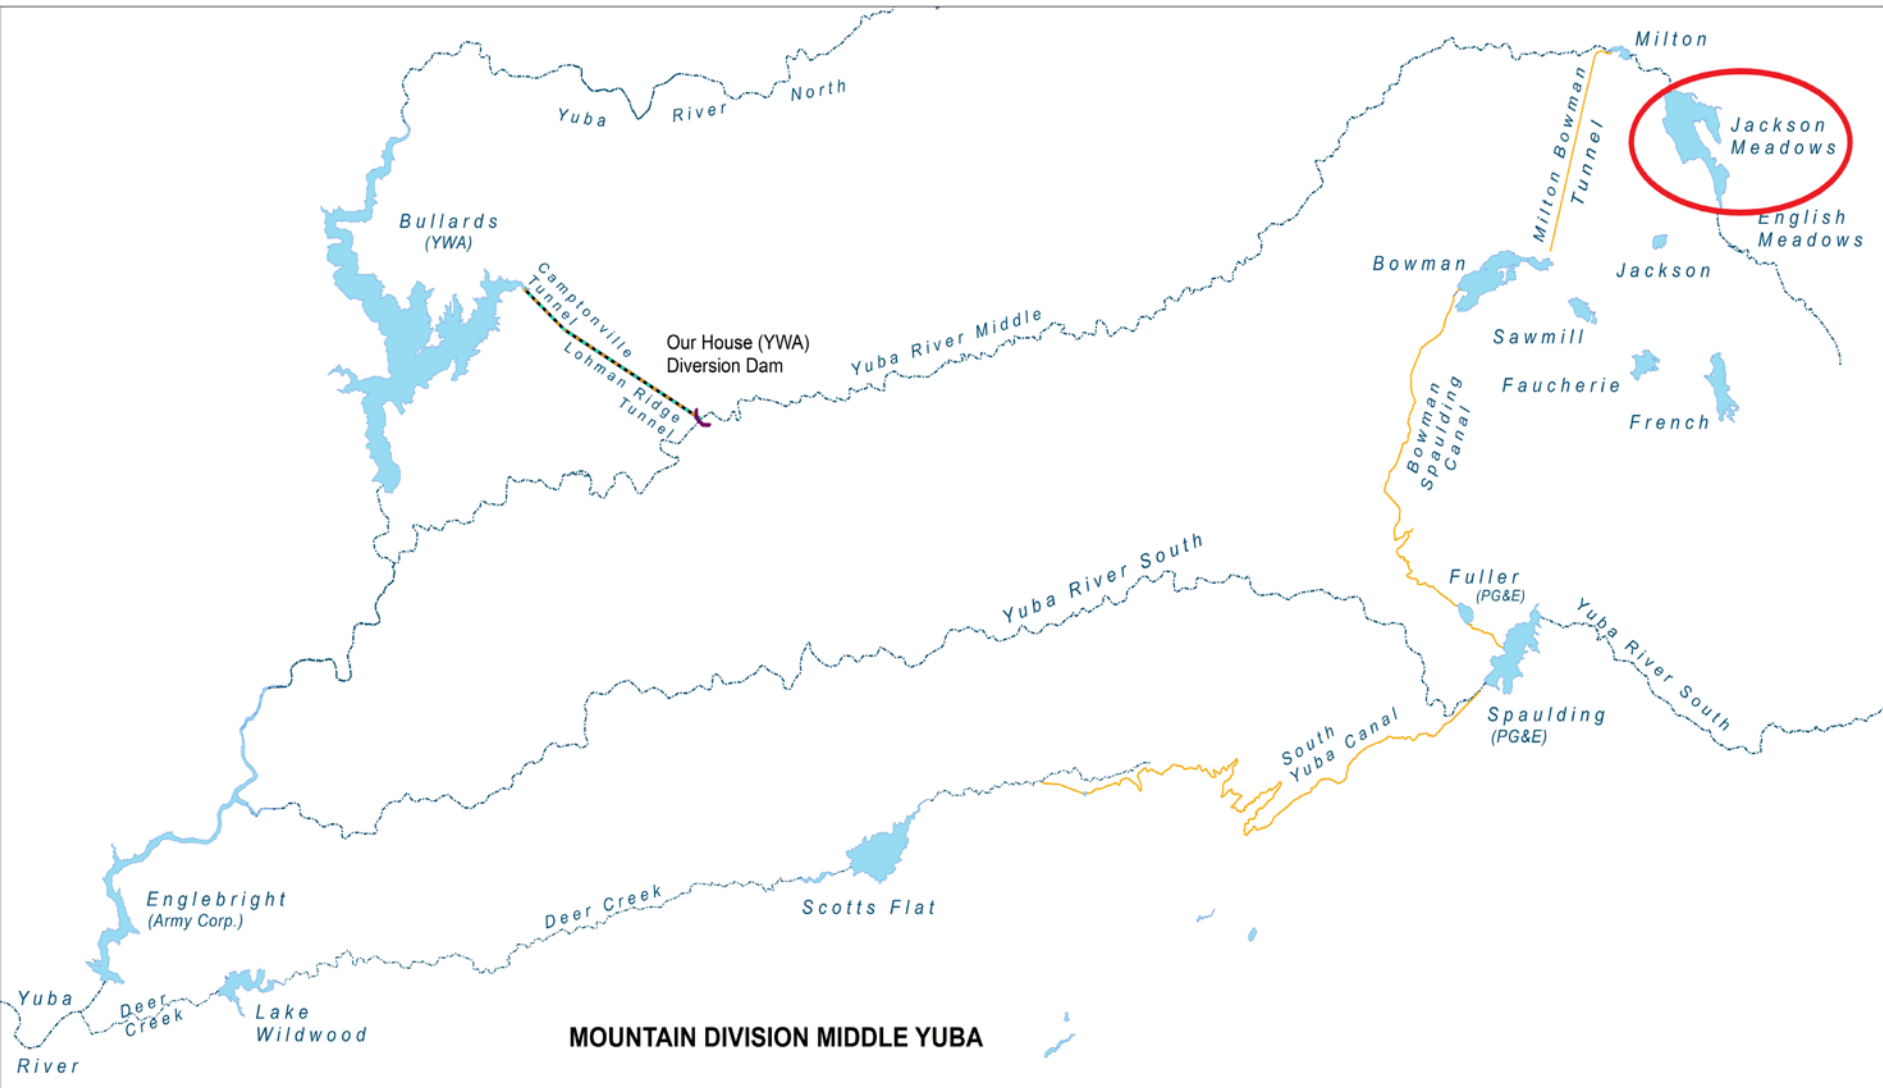 Milton
Yuba River North
Jackson
Meadows
Milton Bowman
Tunnel
Bullards
(YWA)
English
Meadows
Bowman
Jackson
Camptonville
Tunnel
Lohman Ridge
Tunnel
Our House (YWA)
Diversion Dam
Yuba River Middle
Sawmill
Faucherie
French
Bowman
Spaulding
Canal
Yuba River South
Fuller
(PG&E)
Yuba River South
Spaulding
(PG&E)
South
Yuba Canal
Englebright
(Army Corp.)
Deer Creek
Scotts Flat
Yuba
River
Deer
Creek
Lake
Wildwood
MOUNTAIN DIVISION MIDDLE YUBA